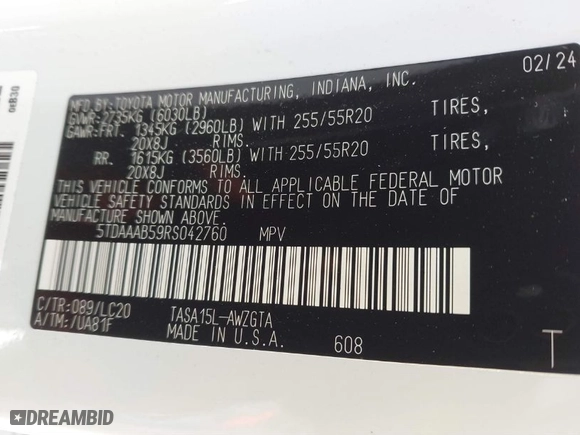 02/24
MFD.BY:TOYOTA MOTOR MANUFACTURING, INDIANA, INC.
GVWR:2735KG (6030LB)
GAWR:FRT. 1345KG (2960LB) WITH 255/55R20 TIRES,
20X8J RIMS.
RR. 1615KG (3560LB) WITH 255/55R20 TIRES,
20X8J RIMS.
THIS VEHICLE CONFORMS TO ALL APPLICABLE FEDERAL MOTOR
VEHICLE SAFETY STANDARDS IN EFFECT ON THE DATE OF
MANUFACTURE SHOWN ABOVE.
5TDAAAB59RS042760 MPV
C/TR:089/LC20 TASA15L-AWZGTA
A/TM:/UA81F MADE IN U.S.A. 608
T
DREAMBID